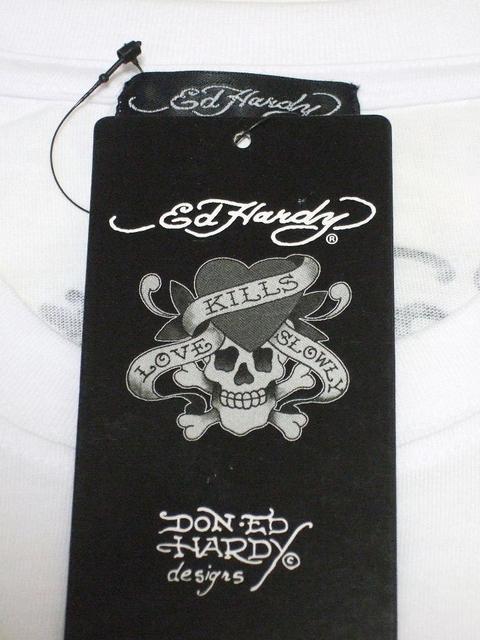 Ed Hardy
Ed Hardy ®
KILLS
LOVE SLOWLY
DON·ED
HARDY ©
designs